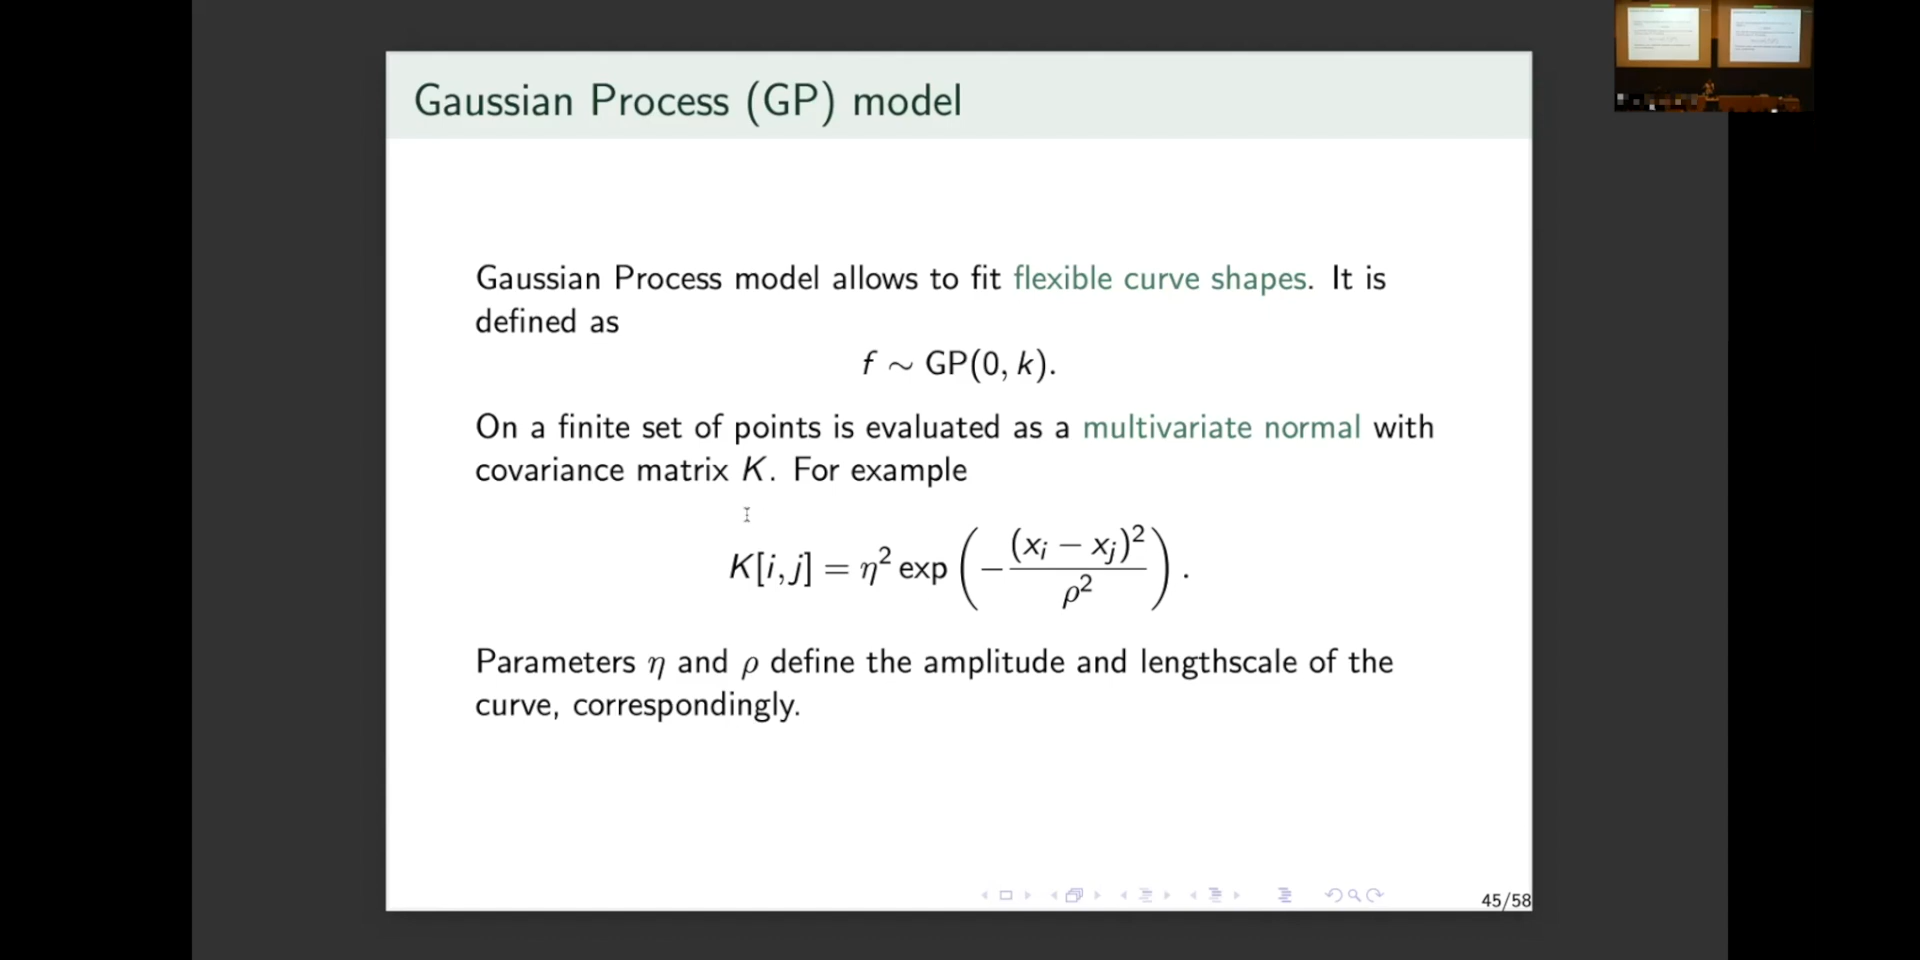 Gaussian Process (GP) model
Gaussian Process model allows to fit flexible curve shapes. It is
defined as
f ∼ GP(0, k).
On a finite set of points is evaluated as a multivariate normal with
covariance matrix K. For example
K[i, j] = η² exp(−(xᵢ − xⱼ)²/ρ²).
Parameters η and ρ define the amplitude and lengthscale of the
curve, correspondingly.
45/58